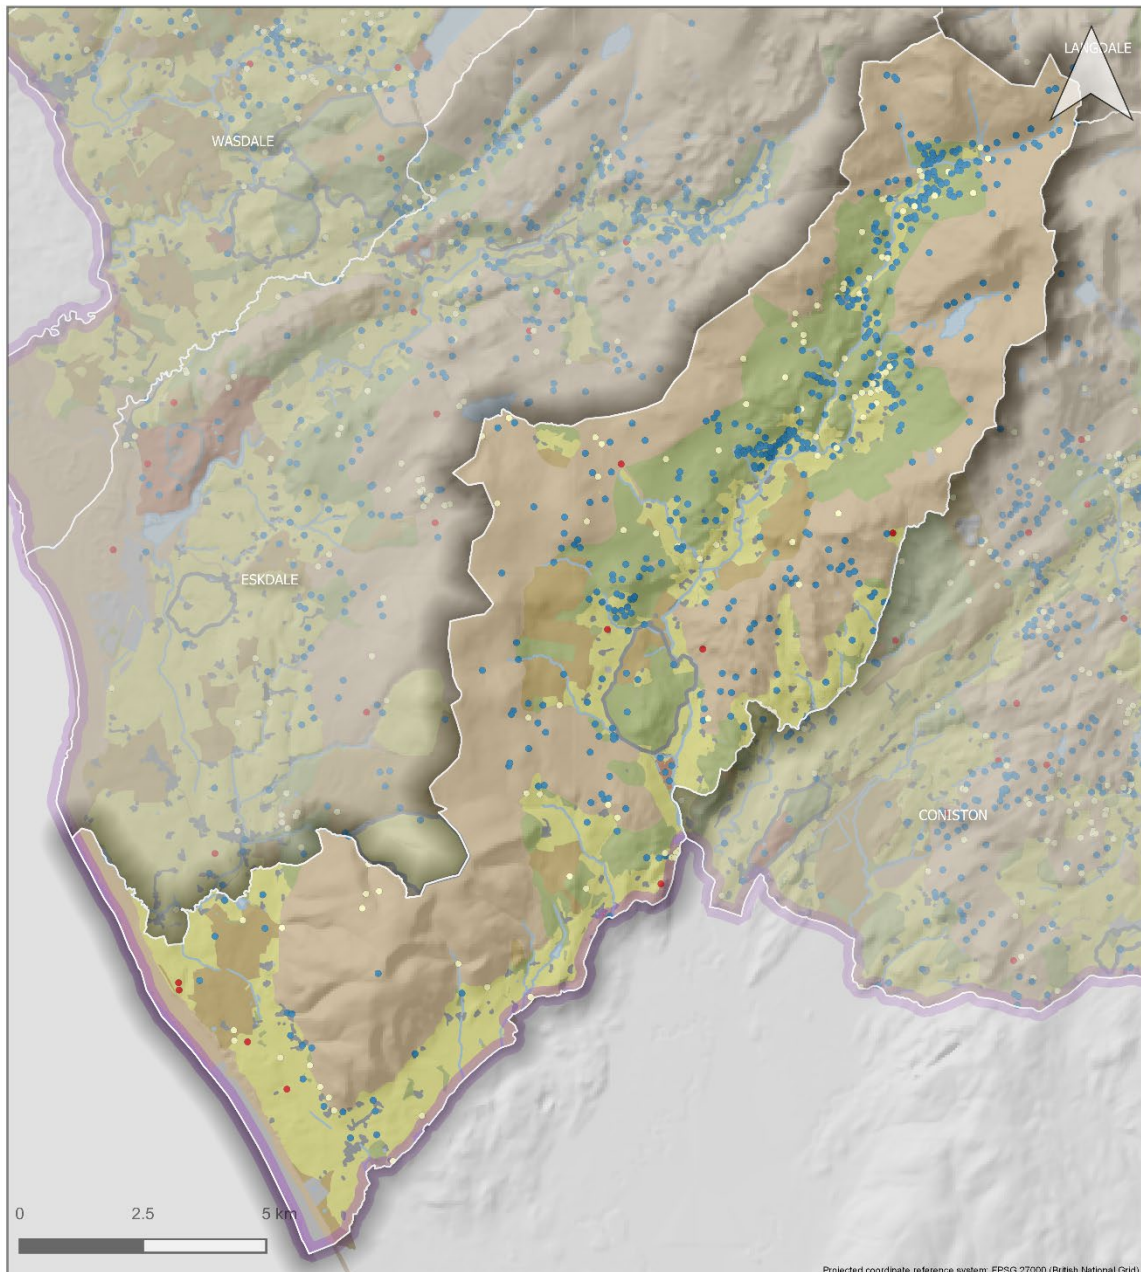 LANGDALE
WASDALE
ESKDALE
CONISTON
0 2.5 5 km
Projected coordinate reference system: EPSG 27000 (British National Grid)